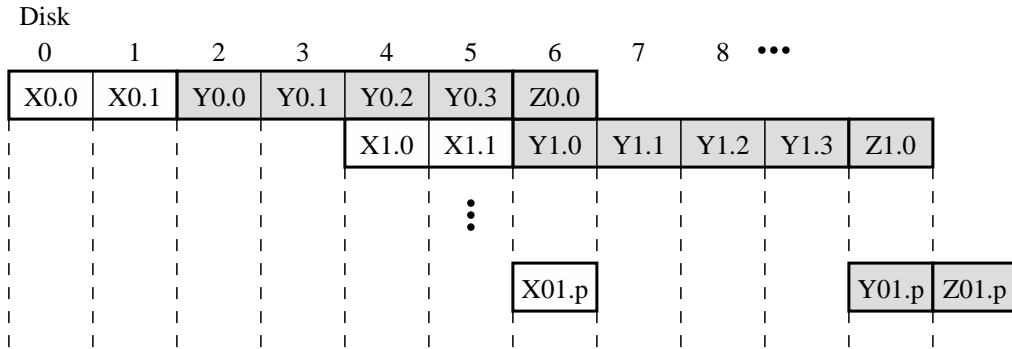 Disk
0 1 2 3 4 5 6 7 8 •••
X0.0 X0.1 Y0.0 Y0.1 Y0.2 Y0.3 Z0.0
X1.0 X1.1 Y1.0 Y1.1 Y1.2 Y1.3 Z1.0
X01.p Y01.p Z01.p